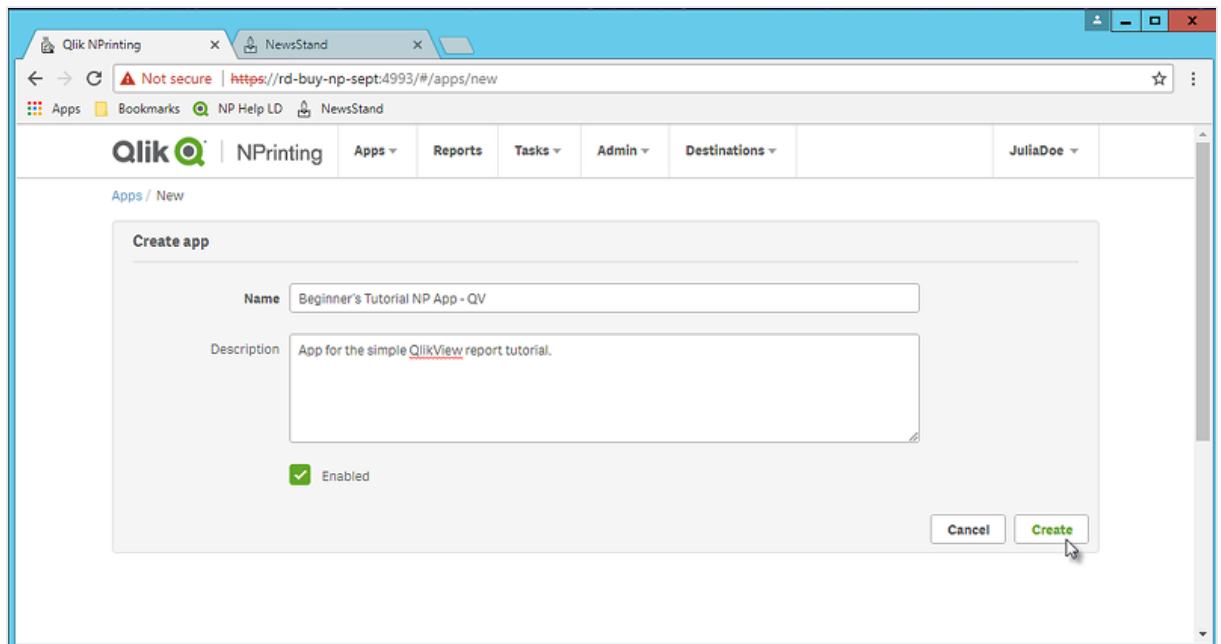 Qlik NPrinting
NewsStand
Not secure | https://rd-buy-np-sept:4993/#/apps/new
Apps Bookmarks NP Help LD NewsStand
Qlik NPrinting Apps Reports Tasks Admin Destinations JuliaDoe
Apps / New
Create app
Name Beginner's Tutorial NP App - QV
Description App for the simple QlikView report tutorial.
Enabled
Cancel Create